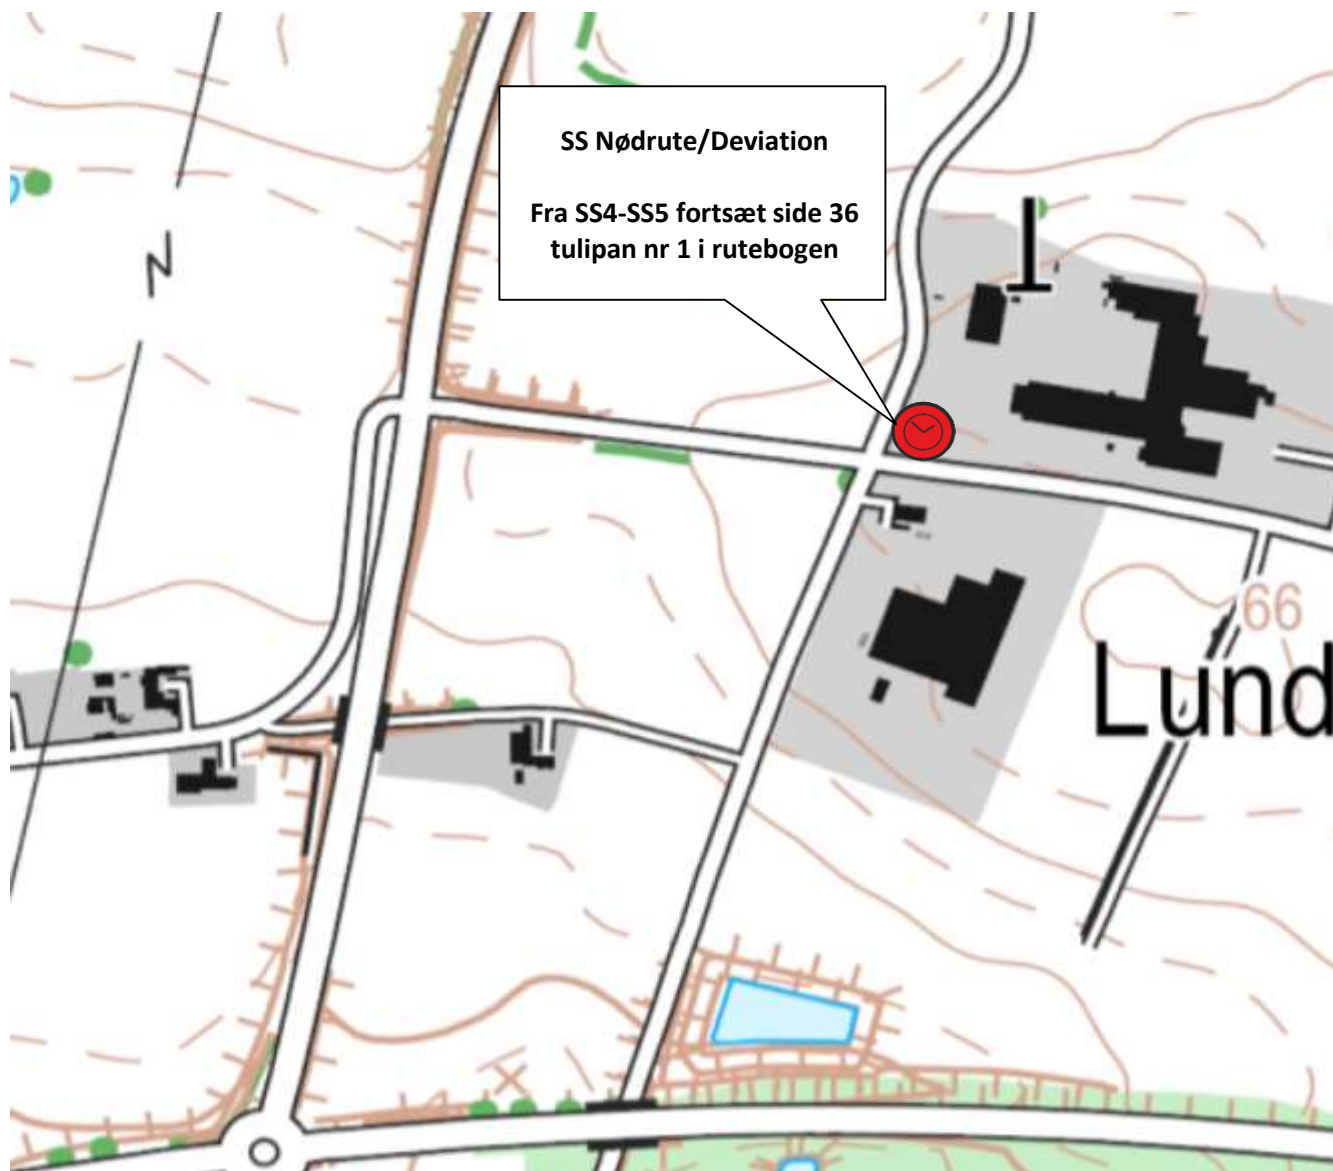 SS Nødrute/Deviation
Fra SS4-SS5 fortsæt side 36
tulipan nr 1 i rutebogen
N
66
Lund